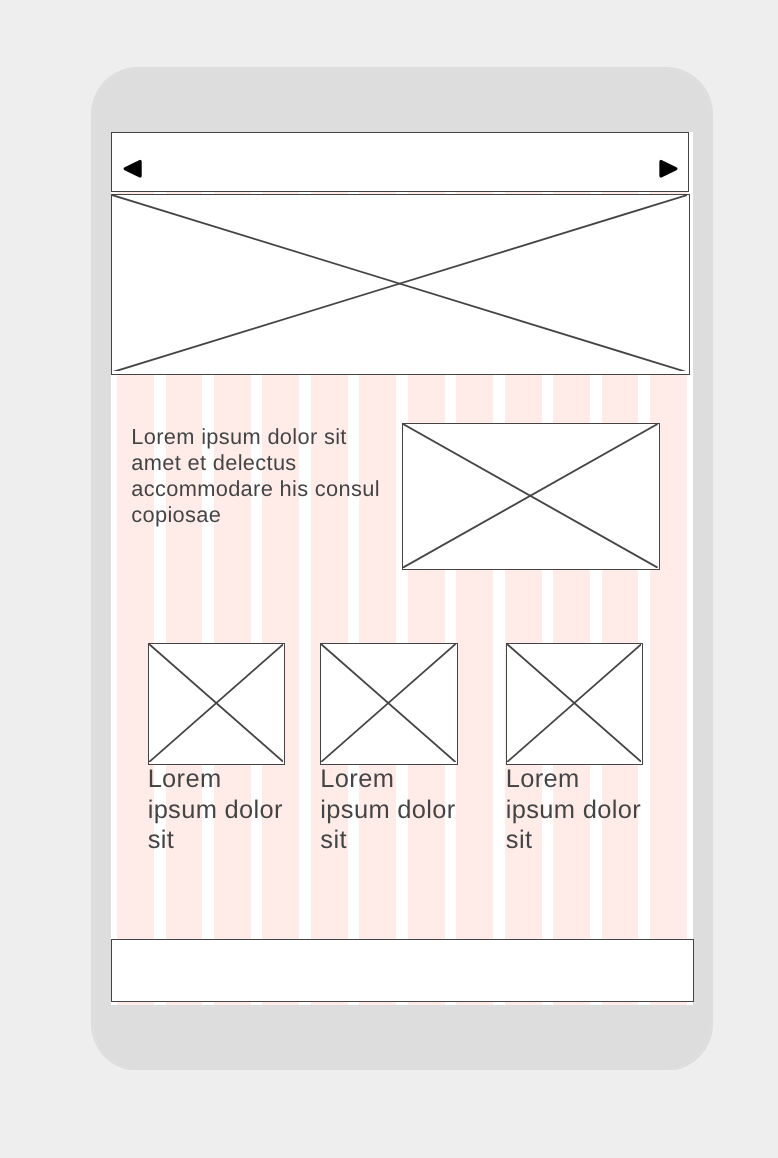 Lorem ipsum dolor sit
amet et delectus
accommodare his consul
copiosae
Lorem
ipsum dolor
sit
Lorem
ipsum dolor
sit
Lorem
ipsum dolor
sit